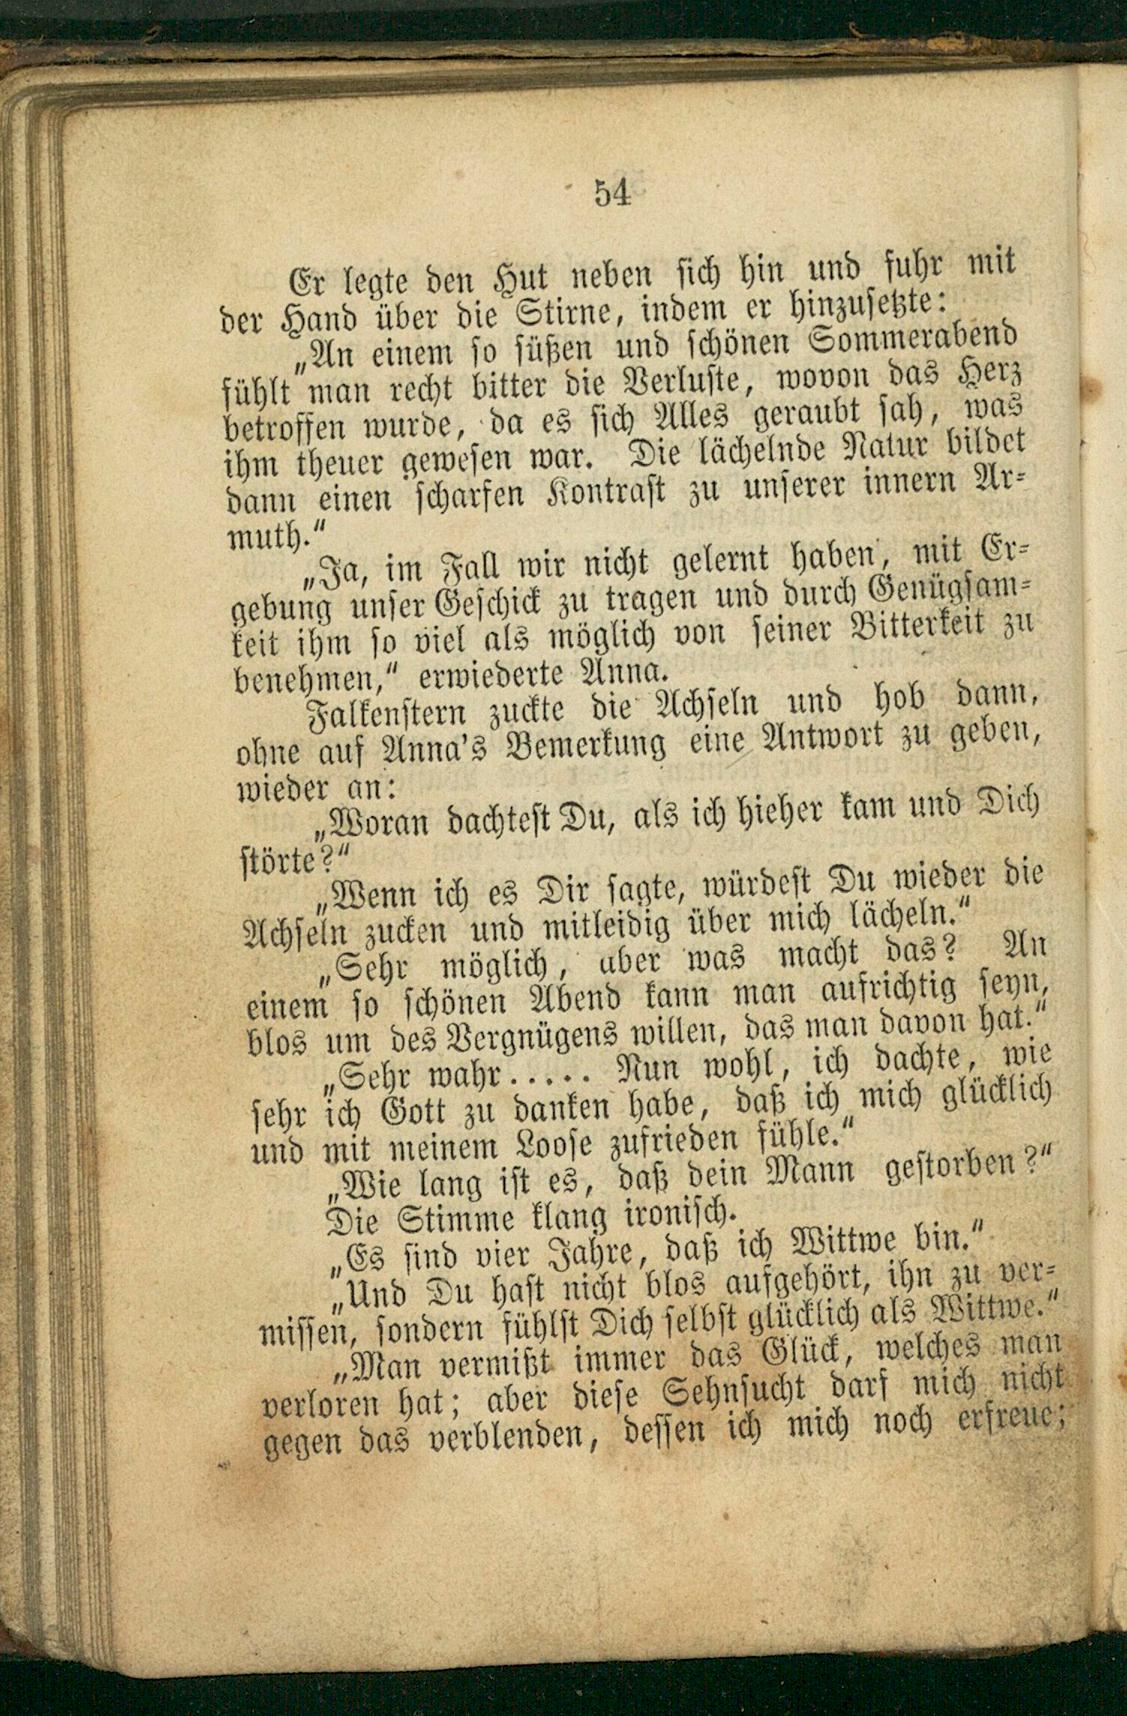 54
Er legte den Hut neben sich hin und fuhr mit
der Hand über die Stirne, indem er hinzusetzte:
„An einem so süßen und schönen Sommerabend
fühlt man recht bitter die Verluste, wovon das Herz
betroffen wurde, da es sich Alles geraubt sah, was
ihm theuer gewesen war. Die lächelnde Natur bildet
dann einen scharfen Kontrast zu unserer innern Ar-
muth.“
„Ja, im Fall wir nicht gelernt haben, mit Er-
gebung unser Geschick zu tragen und durch Genügsam-
keit ihm so viel als möglich von seiner Bitterkeit zu
benehmen,“ erwiederte Anna.
Falkenstern zuckte die Achseln und hob dann,
ohne auf Anna's Bemerkung eine Antwort zu geben,
wieder an:
„Woran dachtest Du, als ich hieher kam und Dich
störte?“
„Wenn ich es Dir sagte, würdest Du wieder die
Achseln zucken und mitleidig über mich lächeln.“
„Sehr möglich, aber was macht das? An
einem so schönen Abend kann man aufrichtig seyn,
blos um des Vergnügens willen, das man davon hat.“
„Sehr wahr..... Nun wohl, ich dachte, wie
sehr ich Gott zu danken habe, daß ich mich glücklich
und mit meinem Loose zufrieden fühle.“
„Wie lang ist es, daß dein Mann gestorben?“
Die Stimme klang ironisch.
„Es sind vier Jahre, daß ich Wittwe bin.“
„Und Du hast nicht blos aufgehört, ihn zu ver-
missen, sondern fühlst Dich selbst glücklich als Wittwe.“
„Man vermißt immer das Glück, welches man
verloren hat; aber diese Sehnsucht darf mich nicht
gegen das verblenden, dessen ich mich noch erfreue;